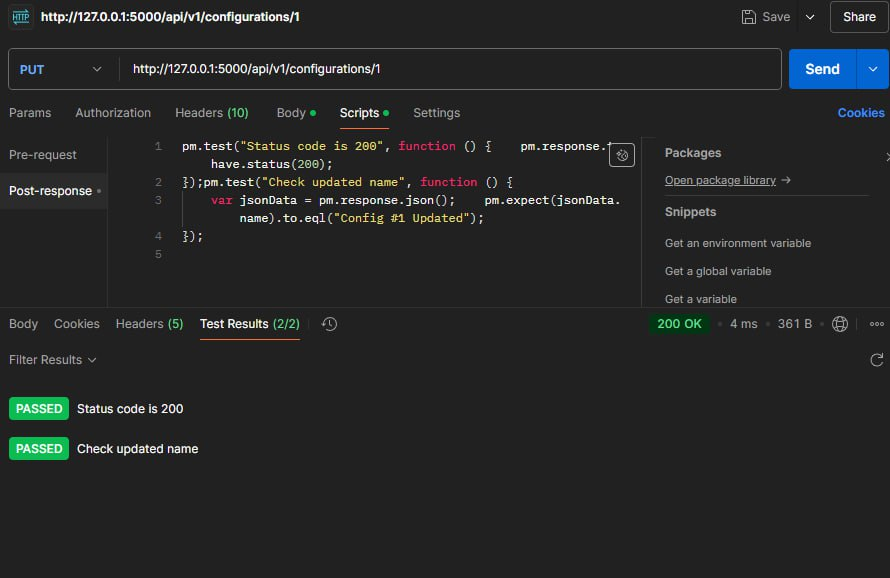 HTTP http://127.0.0.1:5000/api/v1/configurations/1 Save Share
PUT http://127.0.0.1:5000/api/v1/configurations/1 Send
Params Authorization Headers (10) Body Scripts Settings Cookies
Pre-request
Post-response
1 pm.test("Status code is 200", function () { pm.response.
have.status(200);
2 });pm.test("Check updated name", function () {
3 var jsonData = pm.response.json(); pm.expect(jsonData.
name).to.eql("Config #1 Updated");
4 });
5
Packages
Open package library →
Snippets
Get an environment variable
Get a global variable
Get a variable
Body Cookies Headers (5) Test Results (2/2) 200 OK • 4 ms • 361 B •
Filter Results
PASSED Status code is 200
PASSED Check updated name